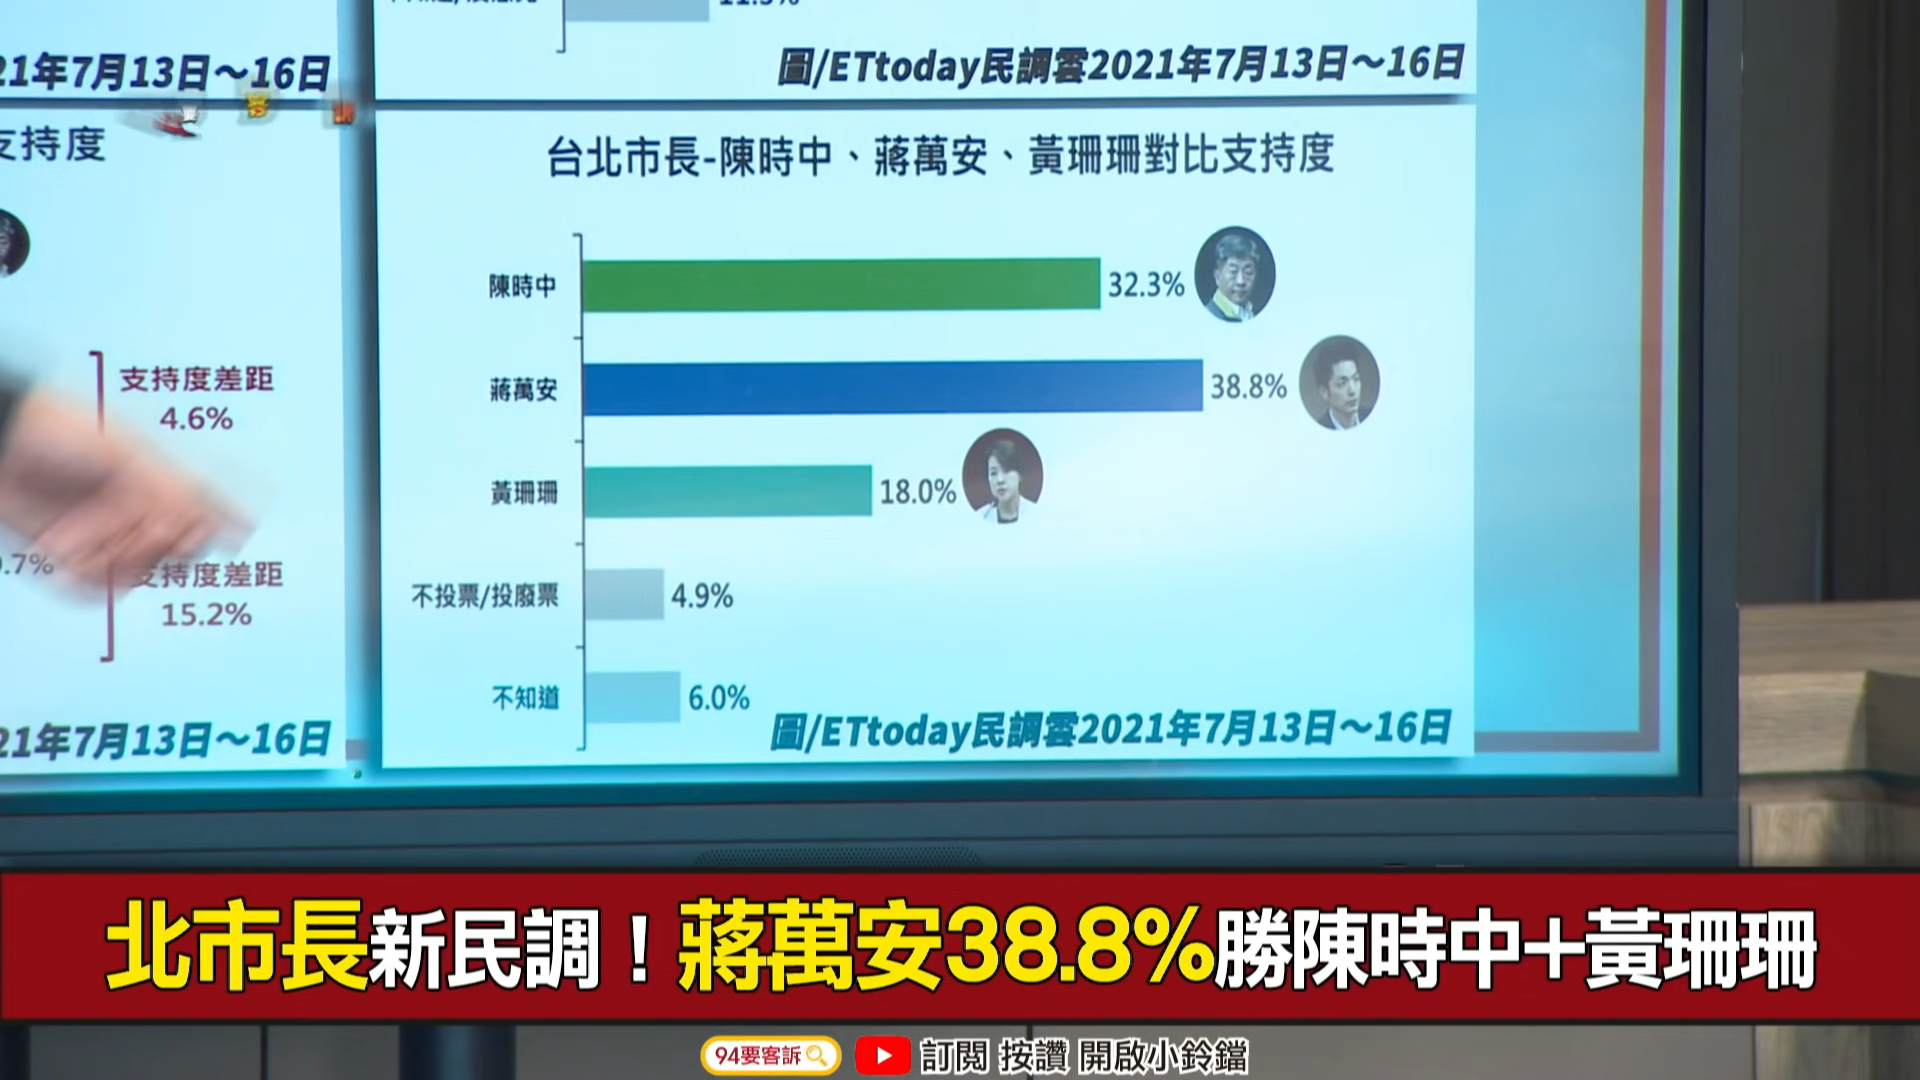 圖/ETtoday民調雲2021年7月13日～16日
21年7月13日～16日
支持度
支持度差距
4.6%
.7%
支持度差距
15.2%
21年7月13日～16日
台北市長-陳時中、蔣萬安、黃珊珊對比支持度
陳時中 32.3%
蔣萬安 38.8%
黃珊珊 18.0%
不投票/投廢票 4.9%
不知道 6.0%
圖/ETtoday民調雲2021年7月13日～16日
北市長新民調！蔣萬安38.8%勝陳時中+黃珊珊
94要客訴 訂閱 按讚 開啟小鈴鐺